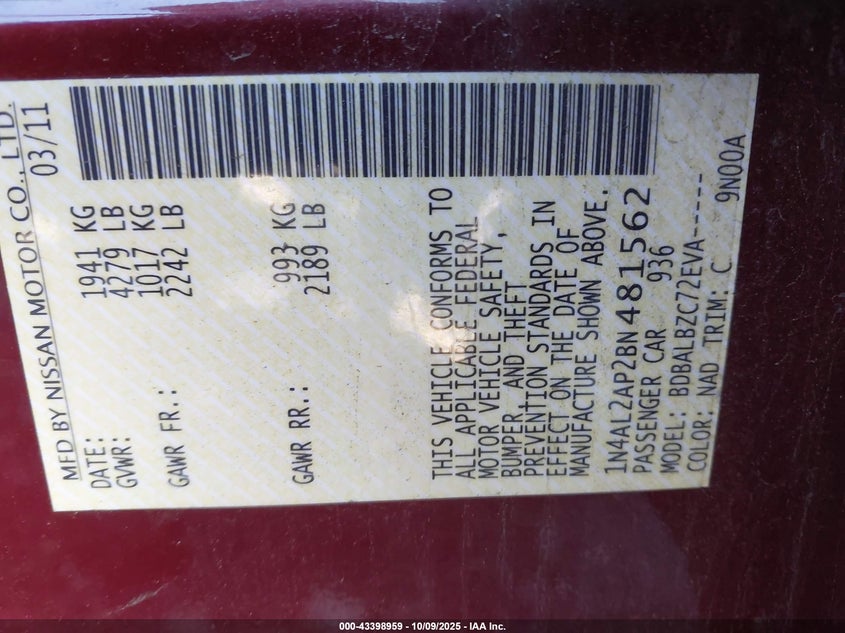 MFD BY NISSAN MOTOR CO., LTD.
DATE: 03/11
GVWR: 1941 KG
4279 LB
GAWR FR.: 1017 KG
2242 LB
GAWR RR.: 993 KG
2189 LB
THIS VEHICLE CONFORMS TO
ALL APPLICABLE FEDERAL
MOTOR VEHICLE SAFETY,
BUMPER, AND THEFT
PREVENTION STANDARDS IN
EFFECT ON THE DATE OF
MANUFACTURE SHOWN ABOVE.
1N4AL2AP2BN481562
PASSENGER CAR 936
MODEL: BDBALBZC72EVA-----
COLOR: NAD TRIM: C 9N00A
000-43398959 - 10/09/2025 - IAA Inc.